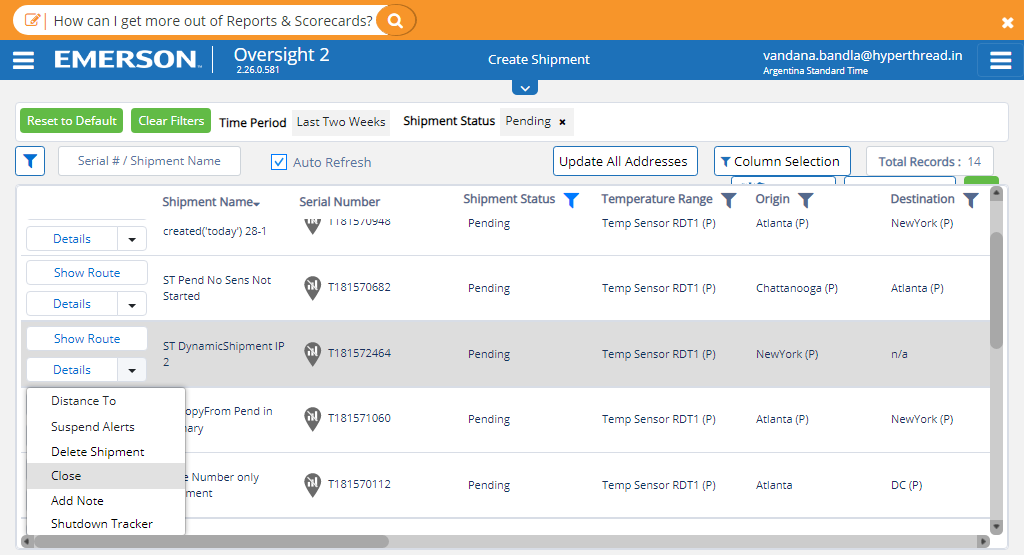 How can I get more out of Reports & Scorecards?
EMERSON
Oversight 2
2.26.0.581
Create Shipment
vandana.bandla@hyperthread.in
Argentina Standard Time
Reset to Default
Clear Filters
Time Period
Last Two Weeks
Shipment Status
Pending ×
Serial # / Shipment Name
Auto Refresh
Update All Addresses
Column Selection
Total Records : 14
Shipment Name
Serial Number
Shipment Status
Temperature Range
Origin
Destination
Details
created('today') 28-1
T181570948
Pending
Temp Sensor RDT1 (P)
Atlanta (P)
NewYork (P)
Show Route
Details
ST Pend No Sens Not
Started
T181570682
Pending
Temp Sensor RDT1 (P)
Chattanooga (P)
Atlanta (P)
Show Route
Details
ST DynamicShipment IP
2
T181572464
Pending
Temp Sensor RDT1 (P)
NewYork (P)
n/a
opyFrom Pend in
T181571060
Pending
Temp Sensor RDT1 (P)
Atlanta (P)
NewYork (P)
Number only
T181570112
Pending
Temp Sensor RDT1 (P)
Atlanta
DC (P)
Distance To
Suspend Alerts
Delete Shipment
Close
Add Note
Shutdown Tracker